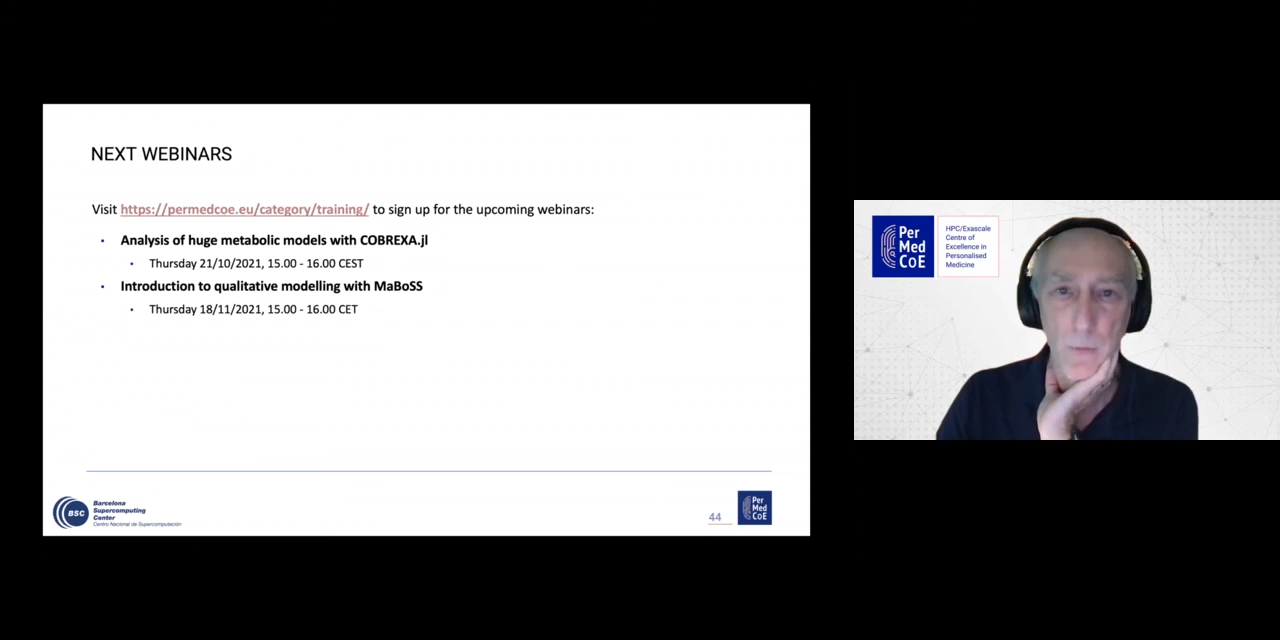 NEXT WEBINARS
Visit https://permedcoe.eu/category/training/ to sign up for the upcoming webinars:
• Analysis of huge metabolic models with COBREXA.jl
• Thursday 21/10/2021, 15.00 - 16.00 CEST
• Introduction to qualitative modelling with MaBoSS
• Thursday 18/11/2021, 15.00 - 16.00 CET
BSC
Barcelona
Supercomputing
Center
Centro Nacional de Supercomputación
44
Per
Med
CoE
Per
Med
CoE
HPC/Exascale
Centre of
Excellence in
Personalised
Medicine